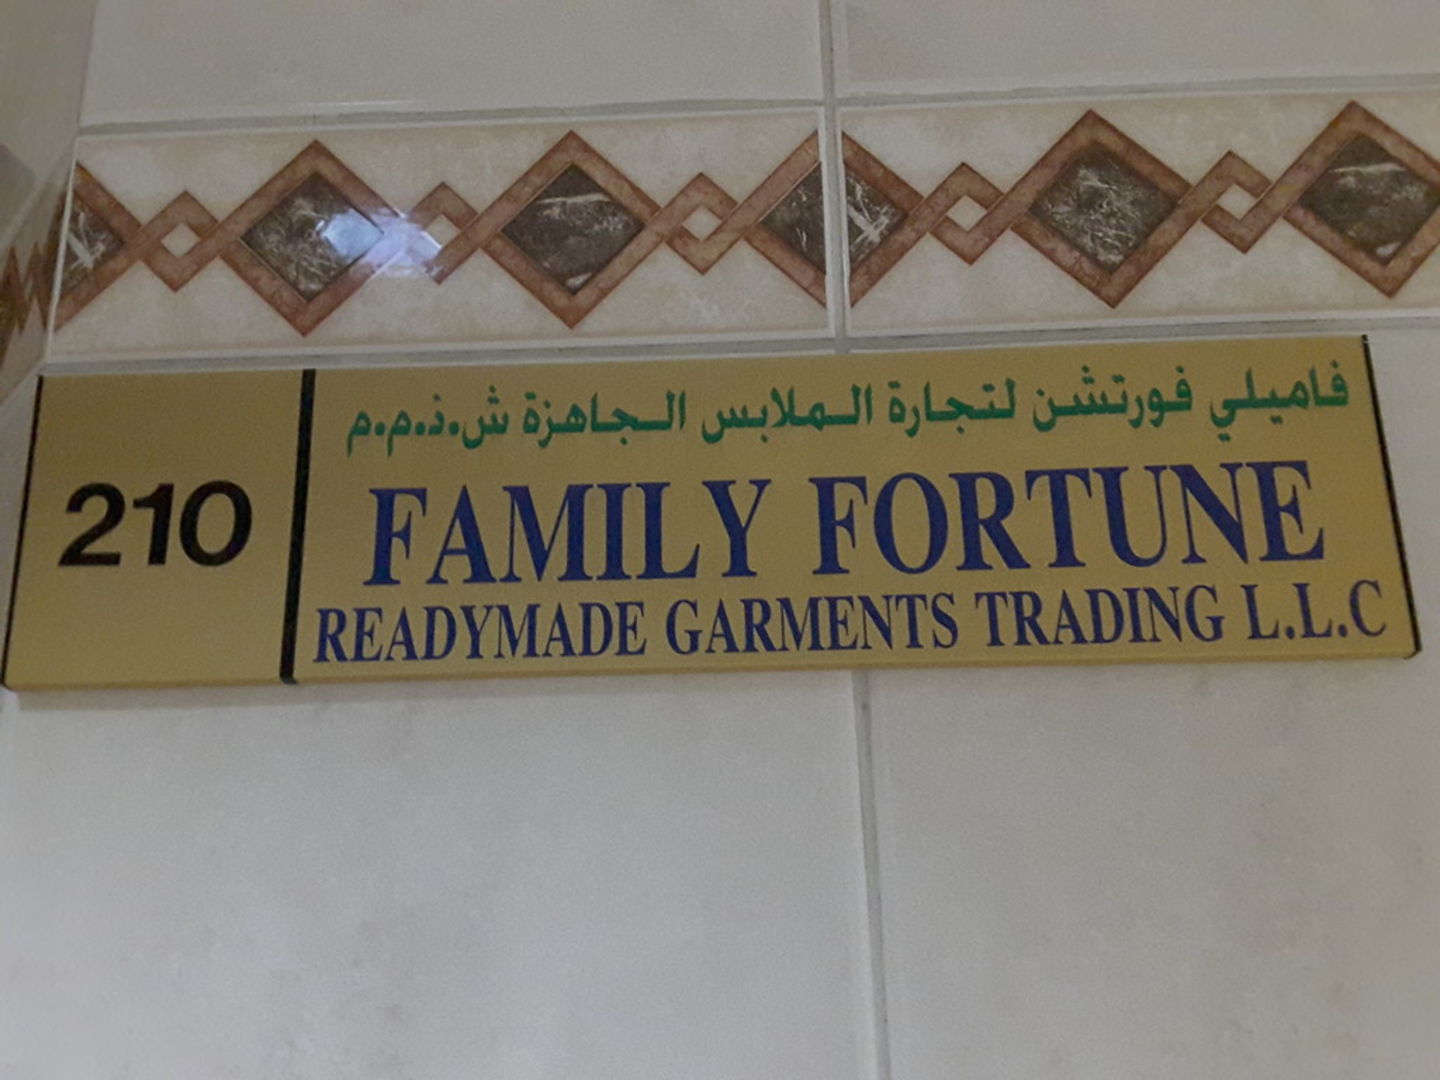 210
فاميلي فورتشن لتجارة الملابس الجاهزة ش.ذ.م.م
FAMILY FORTUNE
READYMADE GARMENTS TRADING L.L.C